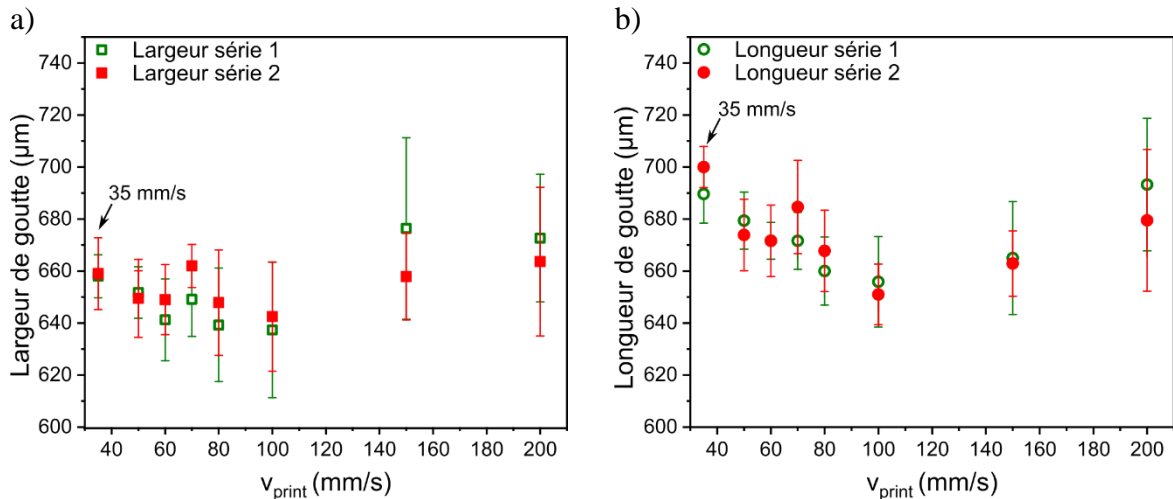 a)
Largeur série 1
Largeur série 2
35 mm/s
Largeur de goutte (µm)
740
720
700
680
660
640
620
600
40 60 80 100 120 140 160 180 200
v_print (mm/s)
b)
Longueur série 1
Longueur série 2
35 mm/s
Longueur de goutte (µm)
740
720
700
680
660
640
620
600
40 60 80 100 120 140 160 180 200
v_print (mm/s)